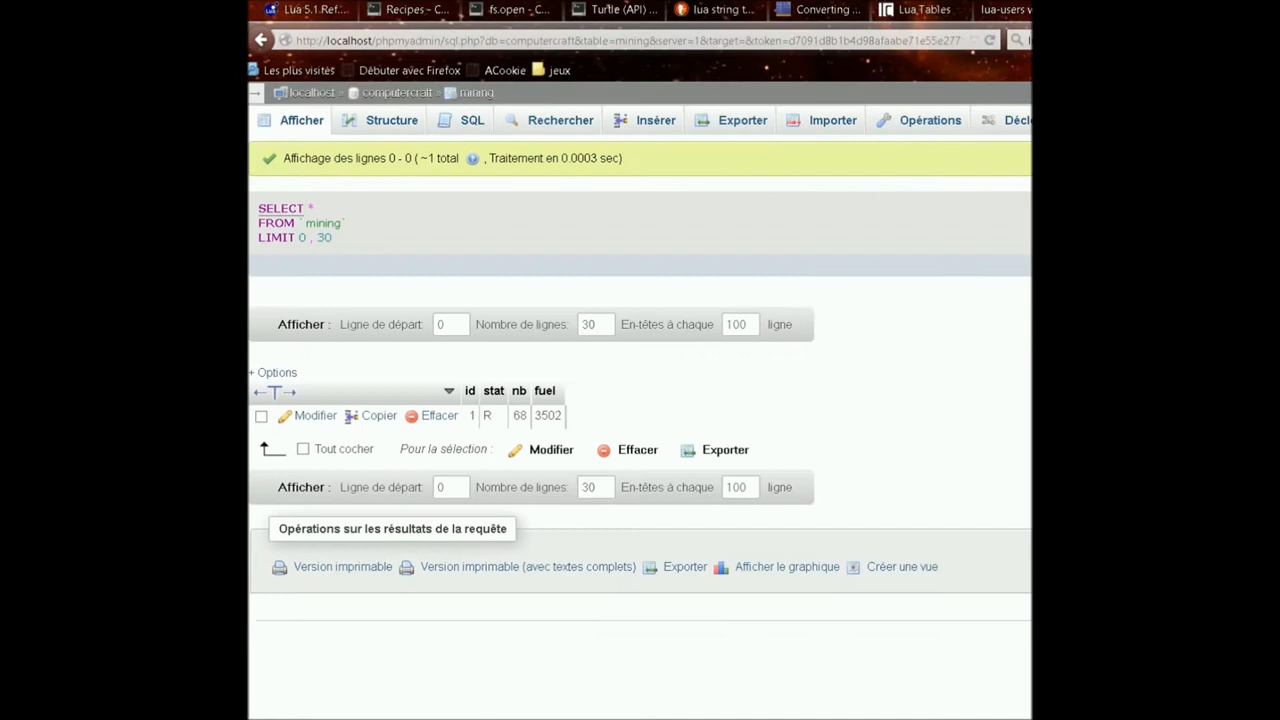 Lua 5.1.Ref.... Recipes - C... fs.open - C... Turtle (API) ... lua string t... Converting ... Lua Tables lua-users
http://localhost/phpmyadmin/sql.php?db=computercraft&table=mining&server=1&target=&token=d7091d8b1b4d98afaabe71e55e277
Les plus visités Débuter avec Firefox ACookie jeux
localhost » computercraft » mining
Afficher Structure SQL Rechercher Insérer Exporter Importer Opérations Décle
Affichage des lignes 0 - 0 ( ~1 total , Traitement en 0.0003 sec)
SELECT *
FROM `mining`
LIMIT 0 , 30
Afficher : Ligne de départ: 0 Nombre de lignes: 30 En-têtes à chaque 100 ligne
+ Options
←T→ id stat nb fuel
Modifier Copier Effacer 1 R 68 3502
Tout cocher Pour la sélection : Modifier Effacer Exporter
Afficher : Ligne de départ: 0 Nombre de lignes: 30 En-têtes à chaque 100 ligne
Opérations sur les résultats de la requête
Version imprimable Version imprimable (avec textes complets) Exporter Afficher le graphique Créer une vue